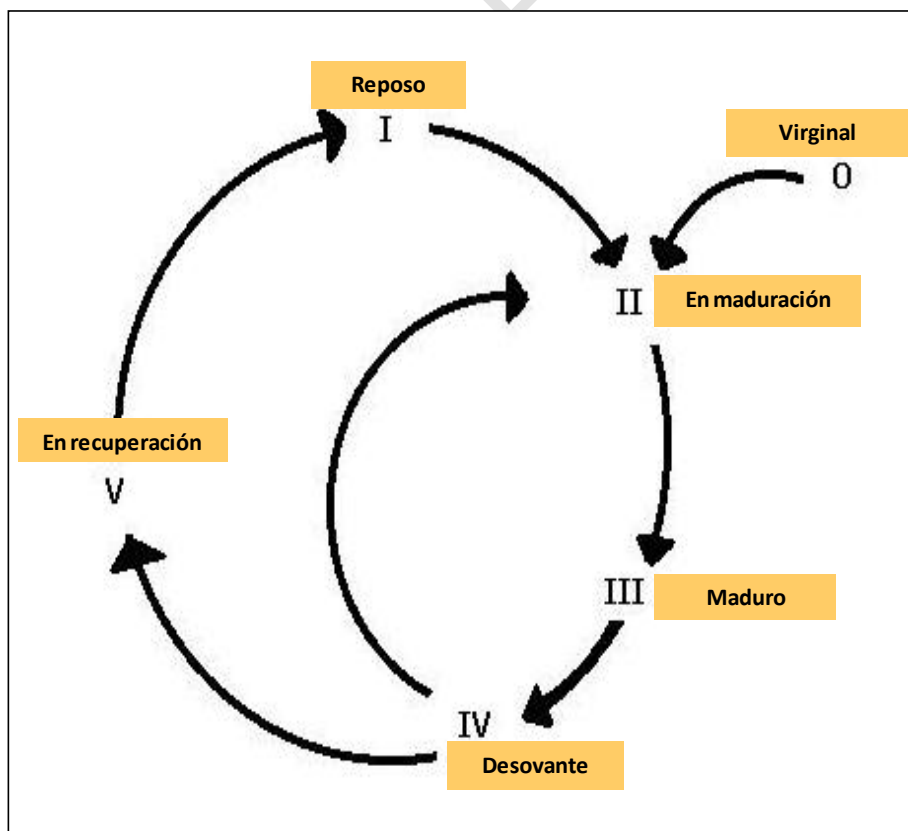 Reposo
I
Virginal
0
II
En maduración
En recuperación
V
III
Maduro
IV
Desovante